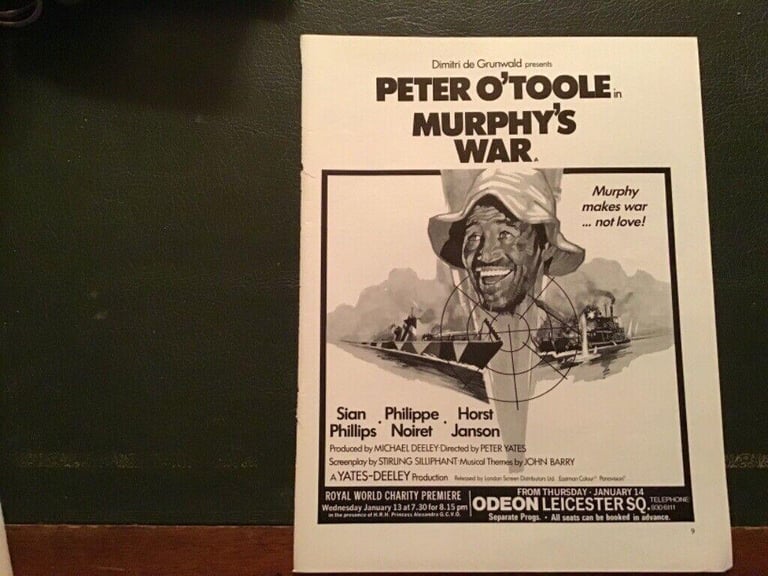 Dimitri de Grunwald presents
PETER O'TOOLE in
MURPHY'S
WAR
Murphy
makes war
... not love!
Sian · Philippe · Horst
Phillips Noiret Janson
Produced by MICHAEL DEELEY·Directed by PETER YATES
Screenplay by STIRLING SILLIPHANT·Musical Themes by JOHN BARRY
A YATES-DEELEY Production Released by London Screen Distributors Ltd. Eastman Colour Panavision
ROYAL WORLD CHARITY PREMIERE
Wednesday January 13 at 7.30 for 8.15 pm
in the presence of H.R.H. Princess Alexandra G.C.V.O.
FROM THURSDAY · JANUARY 14
ODEON LEICESTER SQ. TELEPHONE 930·6111
Separate Progs. · All seats can be booked in advance.
9